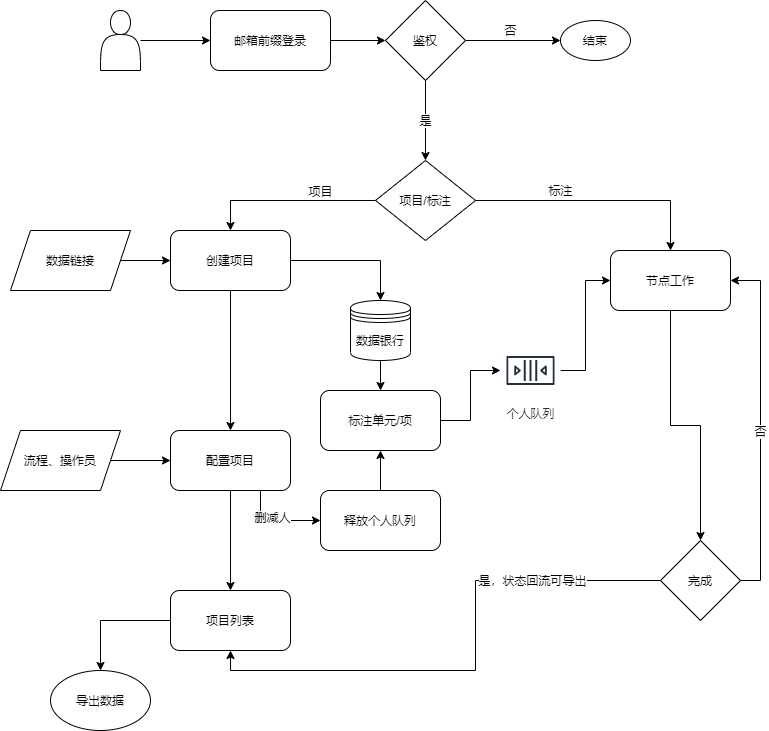 邮箱前缀登录
鉴权
否
结束
是
项目
项目/标注
标注
数据链接
创建项目
节点工作
数据银行
个人队列
标注单元/项
流程、操作员
配置项目
否
删减人
释放个人队列
是，状态回流可导出
完成
项目列表
导出数据